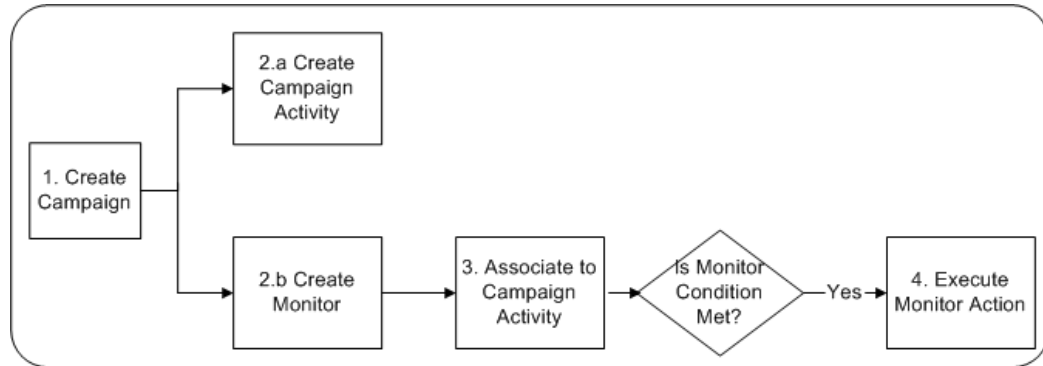 2.a Create
Campaign
Activity
1. Create
Campaign
2.b Create
Monitor
3. Associate to
Campaign
Activity
Is Monitor
Condition
Met?
Yes
4. Execute
Monitor Action